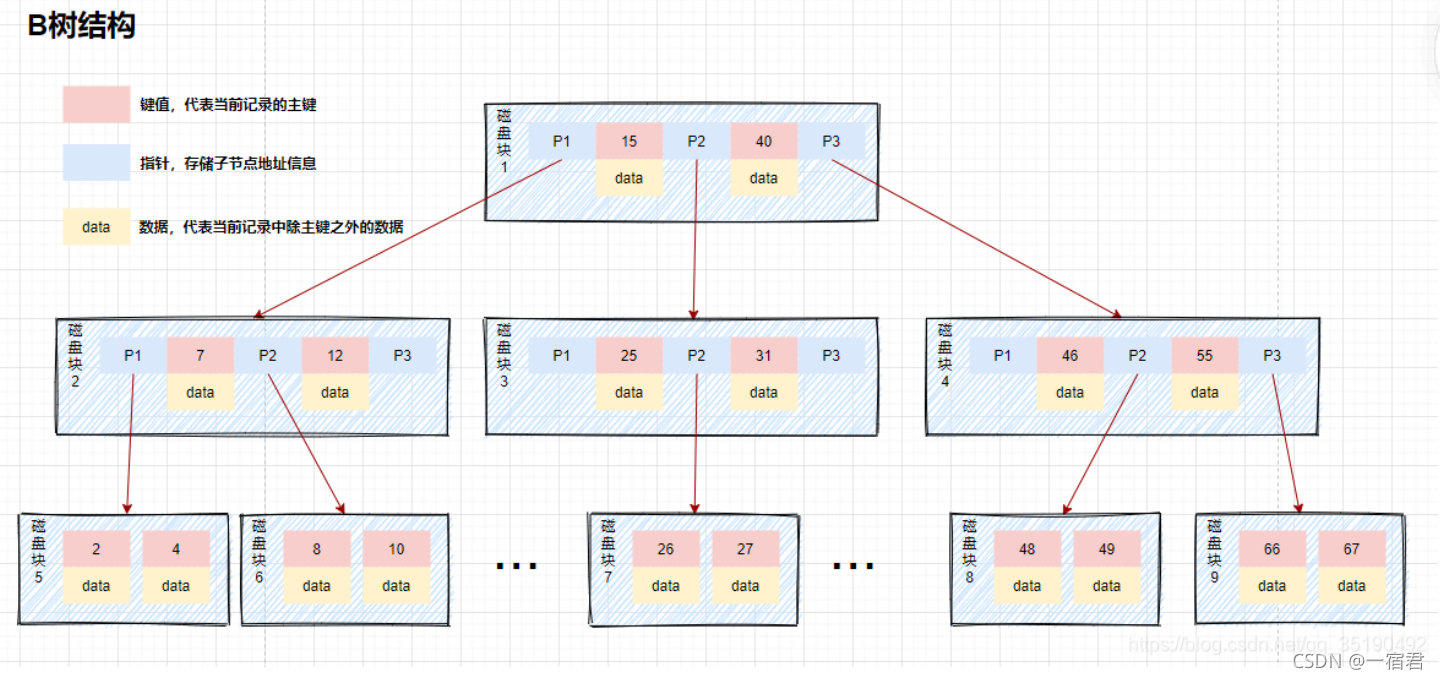 B树结构
键值，代表当前记录的主键
指针，存储子节点地址信息
data 数据，代表当前记录中除主键之外的数据
磁盘块1
P1 15 P2 40 P3
data data
磁盘块2
P1 7 P2 12 P3
data data
磁盘块3
P1 25 P2 31 P3
data data
磁盘块4
P1 46 P2 55 P3
data data
磁盘块5
2 4
data data
磁盘块6
8 10
data data
...
磁盘块7
26 27
data data
...
磁盘块8
48 49
data data
磁盘块9
66 67
data data
https://blog.csdn.net/qq_35190492
CSDN @一宿君